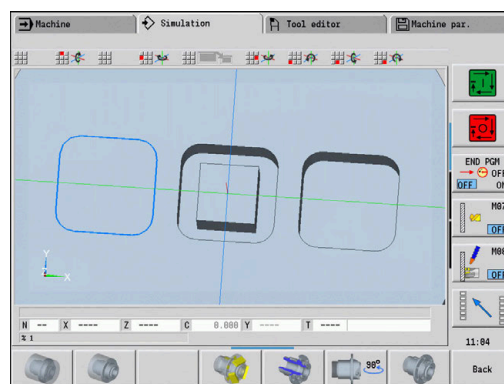 Machine
Simulation
Tool editor
Machine par.
END PGM
OFF
OFF ON
M07
OFF
M08
OFF
Y
Z X
N -- X ---- Z ---- C 0.000 Y ---- T ----
% 1
11:04
90°
Back